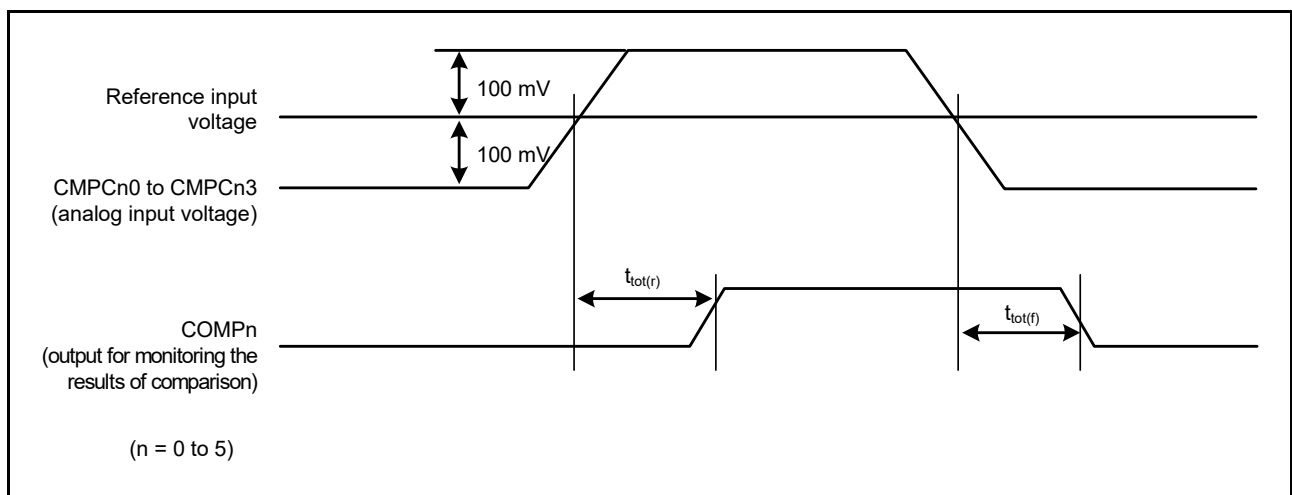 100 mV
Reference input
voltage
100 mV
CMPCn0 to CMPCn3
(analog input voltage)
ttot(r)
ttot(f)
COMPn
(output for monitoring the
results of comparison)
(n = 0 to 5)